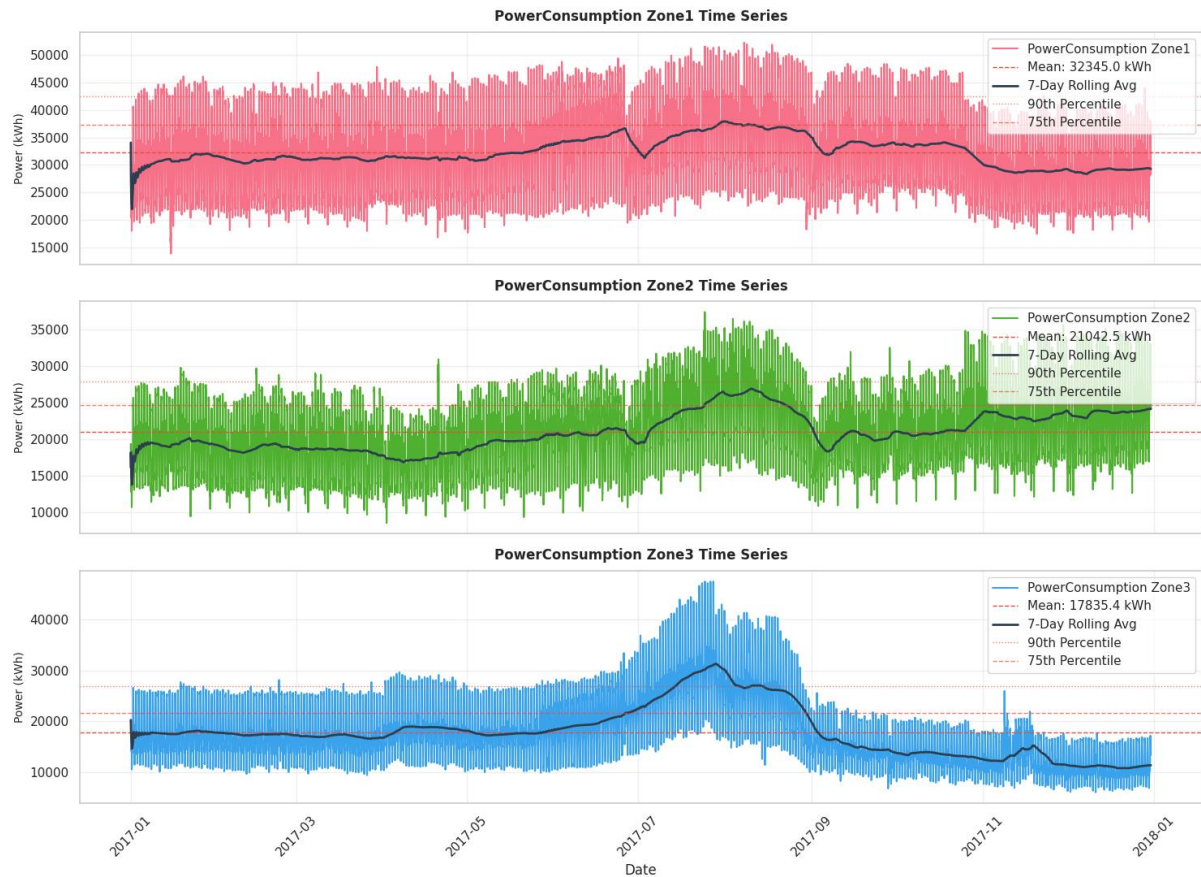 PowerConsumption Zone1 Time Series
Power (kWh)
50000
45000
40000
35000
30000
25000
20000
15000
PowerConsumption Zone1
Mean: 32345.0 kWh
7-Day Rolling Avg
90th Percentile
75th Percentile
PowerConsumption Zone2 Time Series
Power (kWh)
35000
30000
25000
20000
15000
10000
PowerConsumption Zone2
Mean: 21042.5 kWh
7-Day Rolling Avg
90th Percentile
75th Percentile
PowerConsumption Zone3 Time Series
Power (kWh)
40000
30000
20000
10000
PowerConsumption Zone3
Mean: 17835.4 kWh
7-Day Rolling Avg
90th Percentile
75th Percentile
2017-01
2017-03
2017-05
2017-07
2017-09
2017-11
2018-01
Date